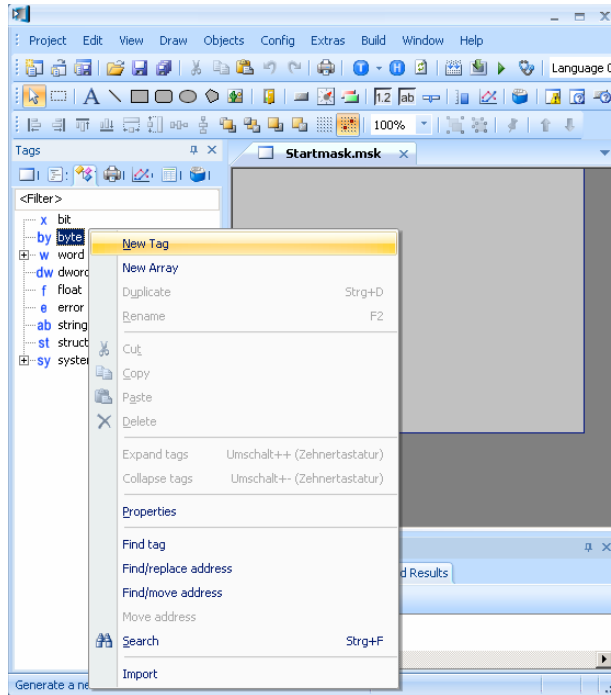 Project Edit View Draw Objects Config Extras Build Window Help
Language
A 1.2 ab
100%
Tags
Startmask.msk
<Filter>
x bit
by byte
w word
dw dword
f float
e error
ab string
st struct
sy system
New Tag
New Array
Duplicate Strg+D
Rename F2
Cut
Copy
Paste
Delete
Expand tags Umschalt++ (Zehnertastatur)
Collapse tags Umschalt+- (Zehnertastatur)
Properties
Find tag
Find/replace address
Find/move address
Move address
Search Strg+F
Import
d Results
Generate a ne